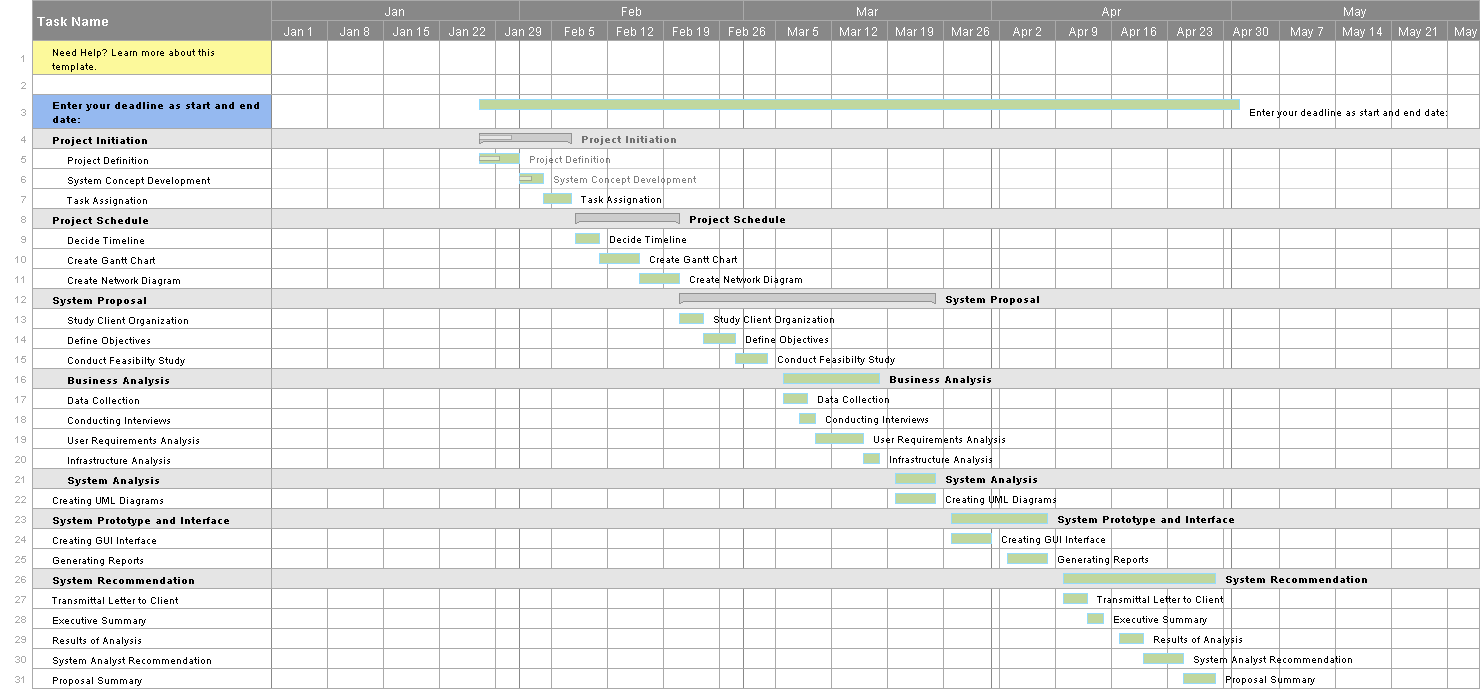 Task Name
Jan Feb Mar Apr May
Jan 1 Jan 8 Jan 15 Jan 22 Jan 29 Feb 5 Feb 12 Feb 19 Feb 26 Mar 5 Mar 12 Mar 19 Mar 26 Apr 2 Apr 9 Apr 16 Apr 23 Apr 30 May 7 May 14 May 21 May
1 Need Help? Learn more about this
template.
2
3 Enter your deadline as start and end
date:
Enter your deadline as start and end date:
4 Project Initiation Project Initiation
5 Project Definition Project Definition
6 System Concept Development System Concept Development
7 Task Assignation Task Assignation
8 Project Schedule Project Schedule
9 Decide Timeline Decide Timeline
10 Create Gantt Chart Create Gantt Chart
11 Create Network Diagram Create Network Diagram
12 System Proposal System Proposal
13 Study Client Organization Study Client Organization
14 Define Objectives Define Objectives
15 Conduct Feasibilty Study Conduct Feasibilty Study
16 Business Analysis Business Analysis
17 Data Collection Data Collection
18 Conducting Interviews Conducting Interviews
19 User Requirements Analysis User Requirements Analysis
20 Infrastructure Analysis Infrastructure Analysis
21 System Analysis System Analysis
22 Creating UML Diagrams Creating UML Diagrams
23 System Prototype and Interface System Prototype and Interface
24 Creating GUI Interface Creating GUI Interface
25 Generating Reports Generating Reports
26 System Recommendation System Recommendation
27 Transmittal Letter to Client Transmittal Letter to Client
28 Executive Summary Executive Summary
29 Results of Analysis Results of Analysis
30 System Analyst Recommendation System Analyst Recommendation
31 Proposal Summary Proposal Summary